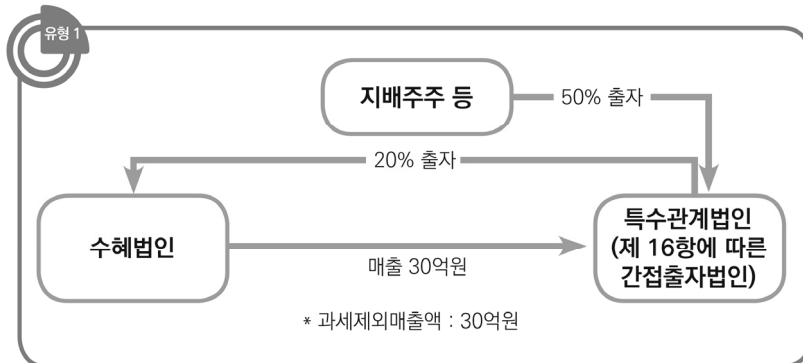 유형 1
지배주주 등
50% 출자
20% 출자
수혜법인
매출 30억원
특수관계법인
(제 16항에 따른
간접출자법인)
* 과세제외매출액 : 30억원